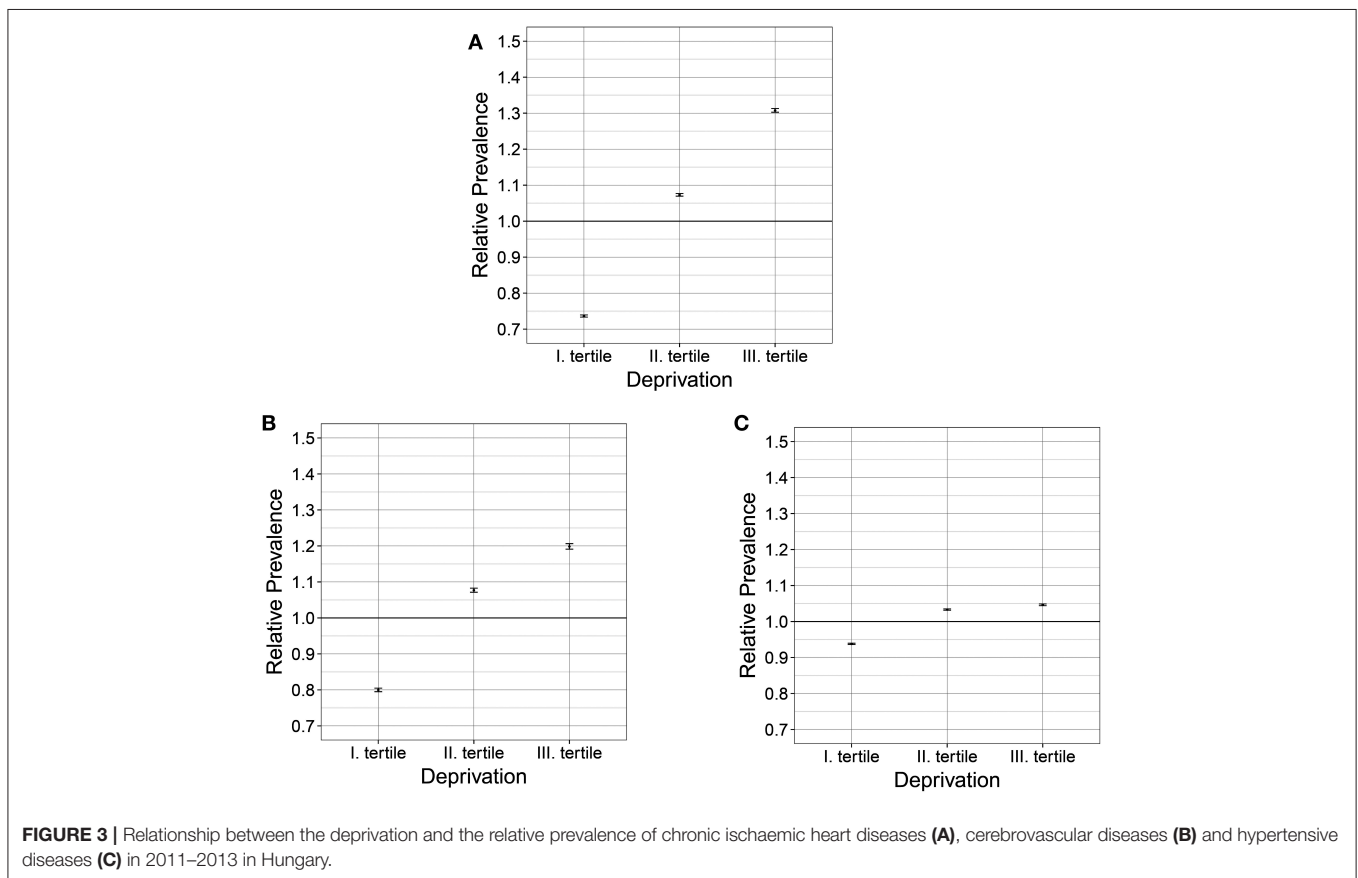 A
1.5
1.4
1.3
1.2
1.1
1.0
0.9
0.8
0.7
Relative Prevalence
I. tertile II. tertile III. tertile
Deprivation
B
1.5
1.4
1.3
1.2
1.1
1.0
0.9
0.8
0.7
Relative Prevalence
I. tertile II. tertile III. tertile
Deprivation
C
1.5
1.4
1.3
1.2
1.1
1.0
0.9
0.8
0.7
Relative Prevalence
I. tertile II. tertile III. tertile
Deprivation
FIGURE 3 | Relationship between the deprivation and the relative prevalence of chronic ischaemic heart diseases (A), cerebrovascular diseases (B) and hypertensive
diseases (C) in 2011–2013 in Hungary.